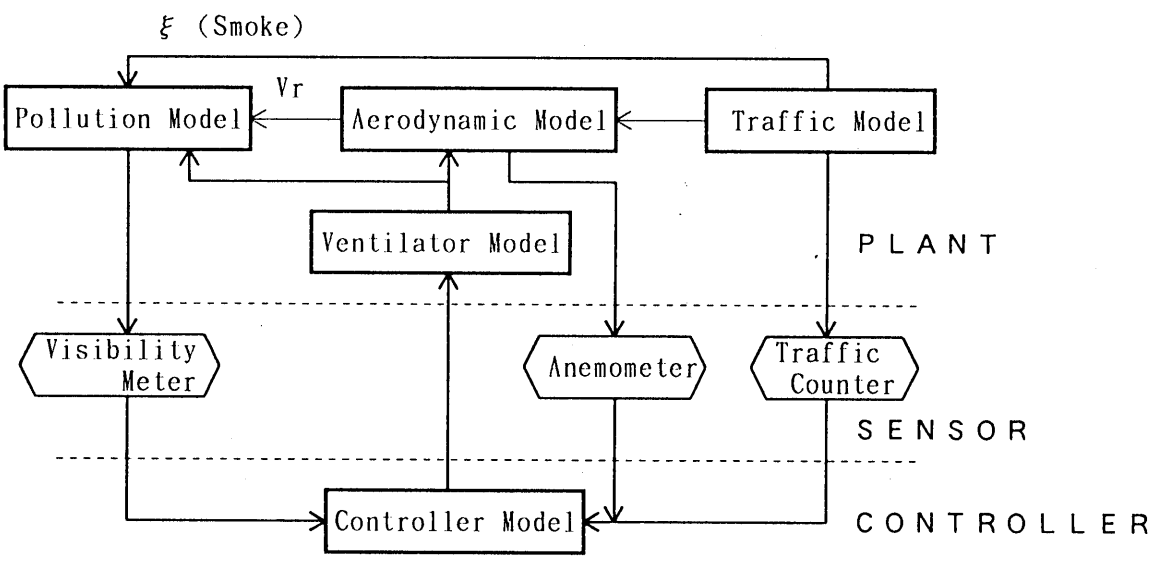 ξ (Smoke)
Vr
Pollution Model
Aerodynamic Model
Traffic Model
Ventilator Model
PLANT
Visibility
Meter
Anemometer
Traffic
Counter
SENSOR
Controller Model
CONTROLLER